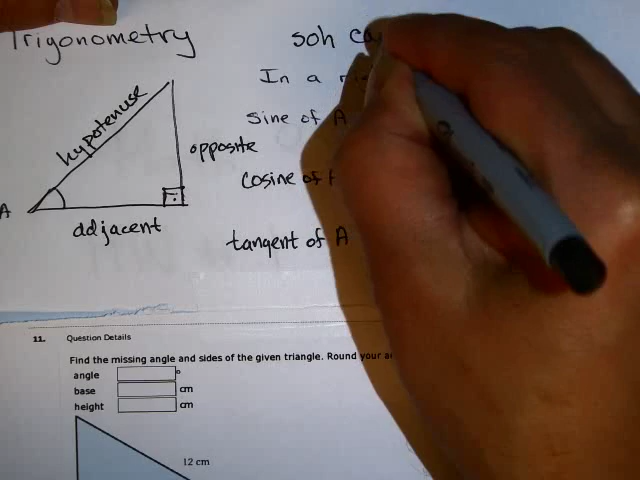 Trigonometry
soh ca
In a
hypotenuse
sine of A
opposite
cosine of
A
adjacent
tangent of A
11. Question Details
Find the missing angle and sides of the given triangle. Round your
angle °
base cm
height cm
12 cm